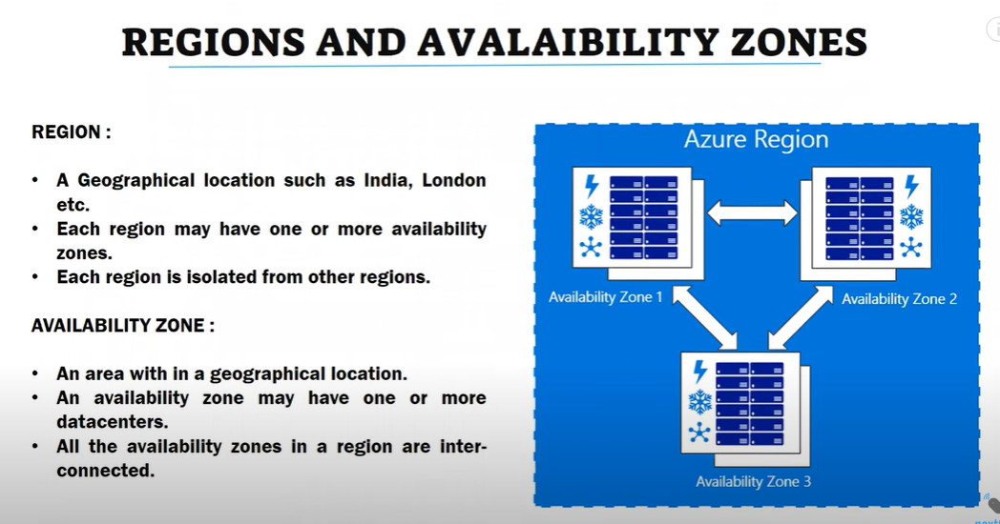 REGIONS AND AVALAIBILITY ZONES
REGION :
• A Geographical location such as India, London
etc.
• Each region may have one or more availability
zones.
• Each region is isolated from other regions.
AVAILABILITY ZONE :
• An area with in a geographical location.
• An availability zone may have one or more
datacenters.
• All the availability zones in a region are inter-
connected.
Azure Region
Availability Zone 1
Availability Zone 2
Availability Zone 3